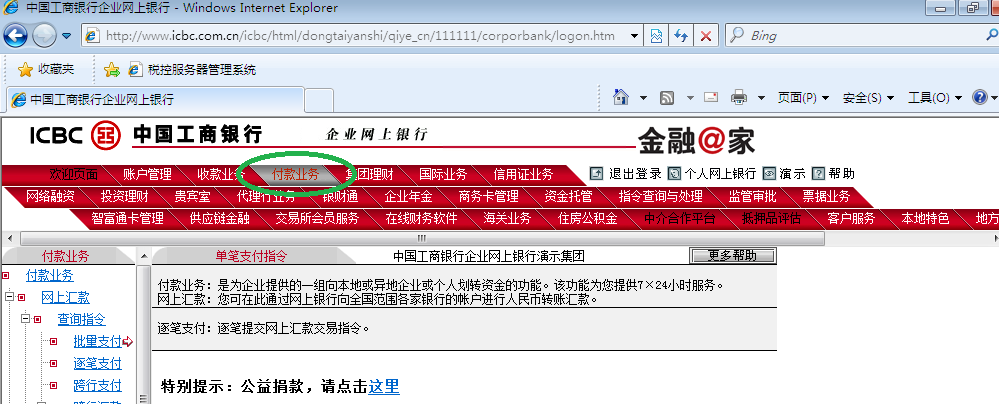 中国工商银行企业网上银行 - Windows Internet Explorer
http://www.icbc.com.cn/icbc/html/dongtaiyanshi/qiye_cn/111111/corporbank/logon.htm Bing
收藏夹 税控服务器管理系统
中国工商银行企业网上银行 页面(P) 安全(S) 工具(O)
ICBC 中国工商银行 企业网上银行 金融@家
欢迎页面 账户管理 收款业务 付款业务 集团理财 国际业务 信用证业务 退出登录 个人网上银行 演示 帮助
网络融资 投资理财 贵宾室 代理行业务 银财通 企业年金 商务卡管理 资金托管 指令查询与处理 监管审批 票据业务
智富通卡管理 供应链金融 交易所会员服务 在线财务软件 海关业务 住房公积金 中介合作平台 抵押品评估 客户服务 本地特色 地方
付款业务 单笔支付指令 中国工商银行企业网上银行演示集团 更多帮助
付款业务
网上汇款
查询指令
批量支付
逐笔支付
跨行支付
付款业务：是为企业提供的一组向本地或异地企业或个人划转资金的功能。该功能为您提供7×24小时服务。
网上汇款：您可在此通过网上银行向全国范围各家银行的帐户进行人民币转账汇款。
逐笔支付：逐笔提交网上汇款交易指令。
特别提示：公益捐款，请点击这里